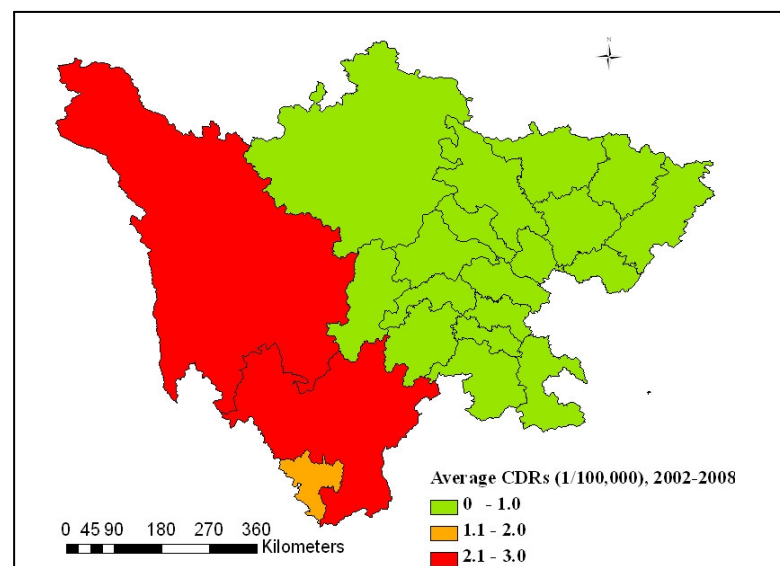 N
Average CDRs (1/100,000), 2002-2008
0 - 1.0
1.1 - 2.0
2.1 - 3.0
0 45 90 180 270 360
Kilometers